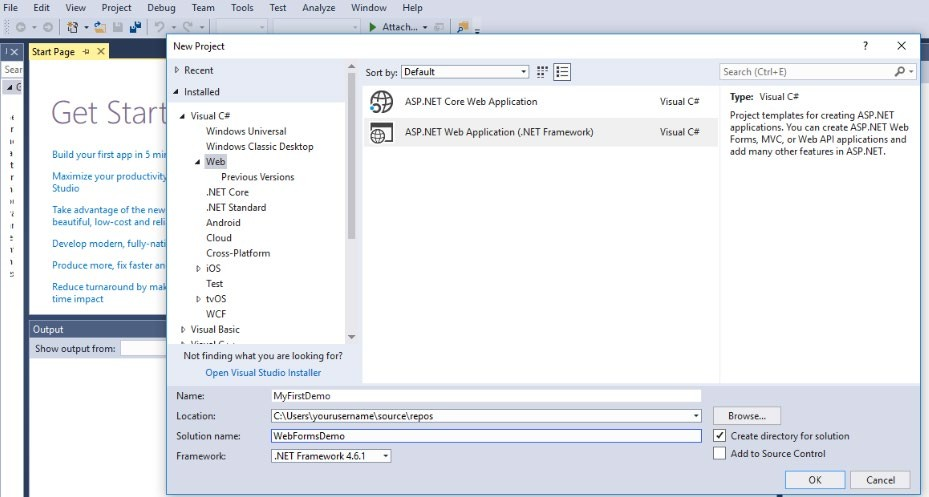 File Edit View Project Debug Team Tools Test Analyze Window Help
Attach...
Start Page
Sear
Get Start
Build your first app in 5 min
Maximize your productivity
Studio
Take advantage of the new
beautiful, low-cost and reli
Develop modern, fully-nati
Produce more, fix faster an
Reduce turnaround by mak
time impact
Output
Show output from:
New Project
Recent
Installed
Visual C#
Windows Universal
Windows Classic Desktop
Web
Previous Versions
.NET Core
.NET Standard
Android
Cloud
Cross-Platform
iOS
Test
tvOS
WCF
Visual Basic
Not finding what you are looking for?
Open Visual Studio Installer
Sort by: Default
ASP.NET Core Web Application Visual C#
ASP.NET Web Application (.NET Framework) Visual C#
Search (Ctrl+E)
Type: Visual C#
Project templates for creating ASP.NET
applications. You can create ASP.NET Web
Forms, MVC, or Web API applications and
add many other features in ASP.NET.
Name: MyFirstDemo
Location: C:\Users\yourusername\source\repos Browse...
Solution name: WebFormsDemo Create directory for solution
Framework: .NET Framework 4.6.1 Add to Source Control
OK Cancel